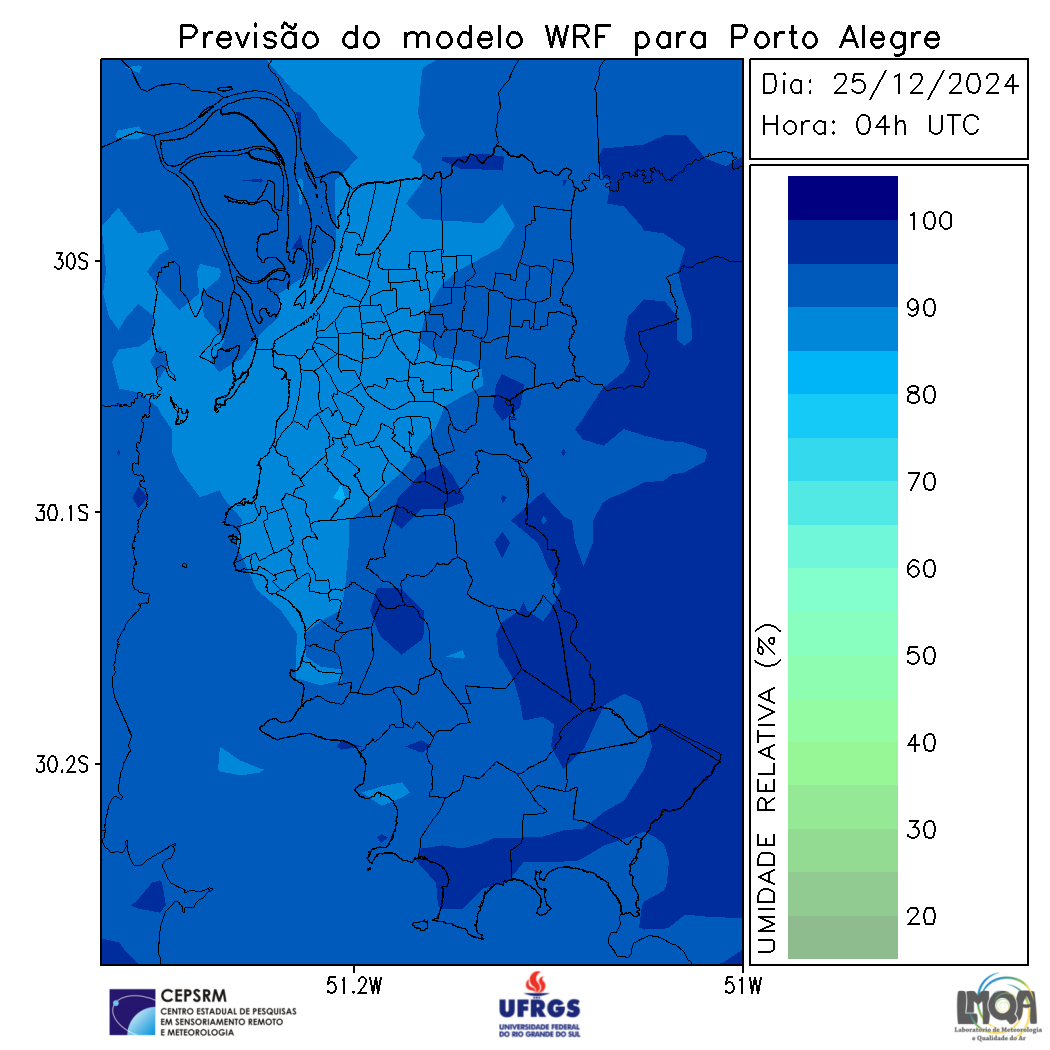 Previsão do modelo WRF para Porto Alegre
Dia: 25/12/2024
Hora: 04h UTC
30S
30.1S
30.2S
51.2W
51W
100
90
80
70
60
50
40
30
20
UMIDADE RELATIVA (%)
CEPSRM
CENTRO ESTADUAL DE PESQUISAS
EM SENSORIAMENTO REMOTO
E METEOROLOGIA
UFRGS
UNIVERSIDADE FEDERAL
DO RIO GRANDE DO SUL
LMQA
Laboratório de Meteorologia
e Qualidade do Ar